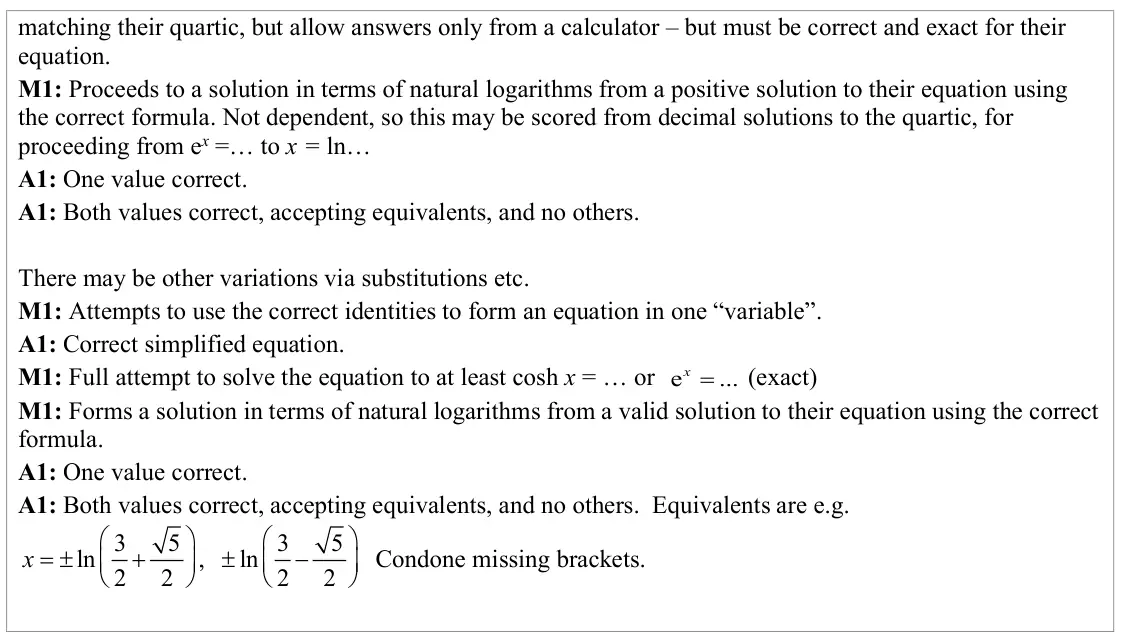 matching their quartic, but allow answers only from a calculator – but must be correct and exact for their
equation.
M1: Proceeds to a solution in terms of natural logarithms from a positive solution to their equation using
the correct formula. Not dependent, so this may be scored from decimal solutions to the quartic, for
proceeding from eˣ =… to x = ln…
A1: One value correct.
A1: Both values correct, accepting equivalents, and no others.
There may be other variations via substitutions etc.
M1: Attempts to use the correct identities to form an equation in one “variable”.
A1: Correct simplified equation.
M1: Full attempt to solve the equation to at least cosh x = … or eˣ = ... (exact)
M1: Forms a solution in terms of natural logarithms from a valid solution to their equation using the correct
formula.
A1: One value correct.
A1: Both values correct, accepting equivalents, and no others. Equivalents are e.g.
x = ± ln(3/2 + √5/2), ± ln(3/2 − √5/2) Condone missing brackets.